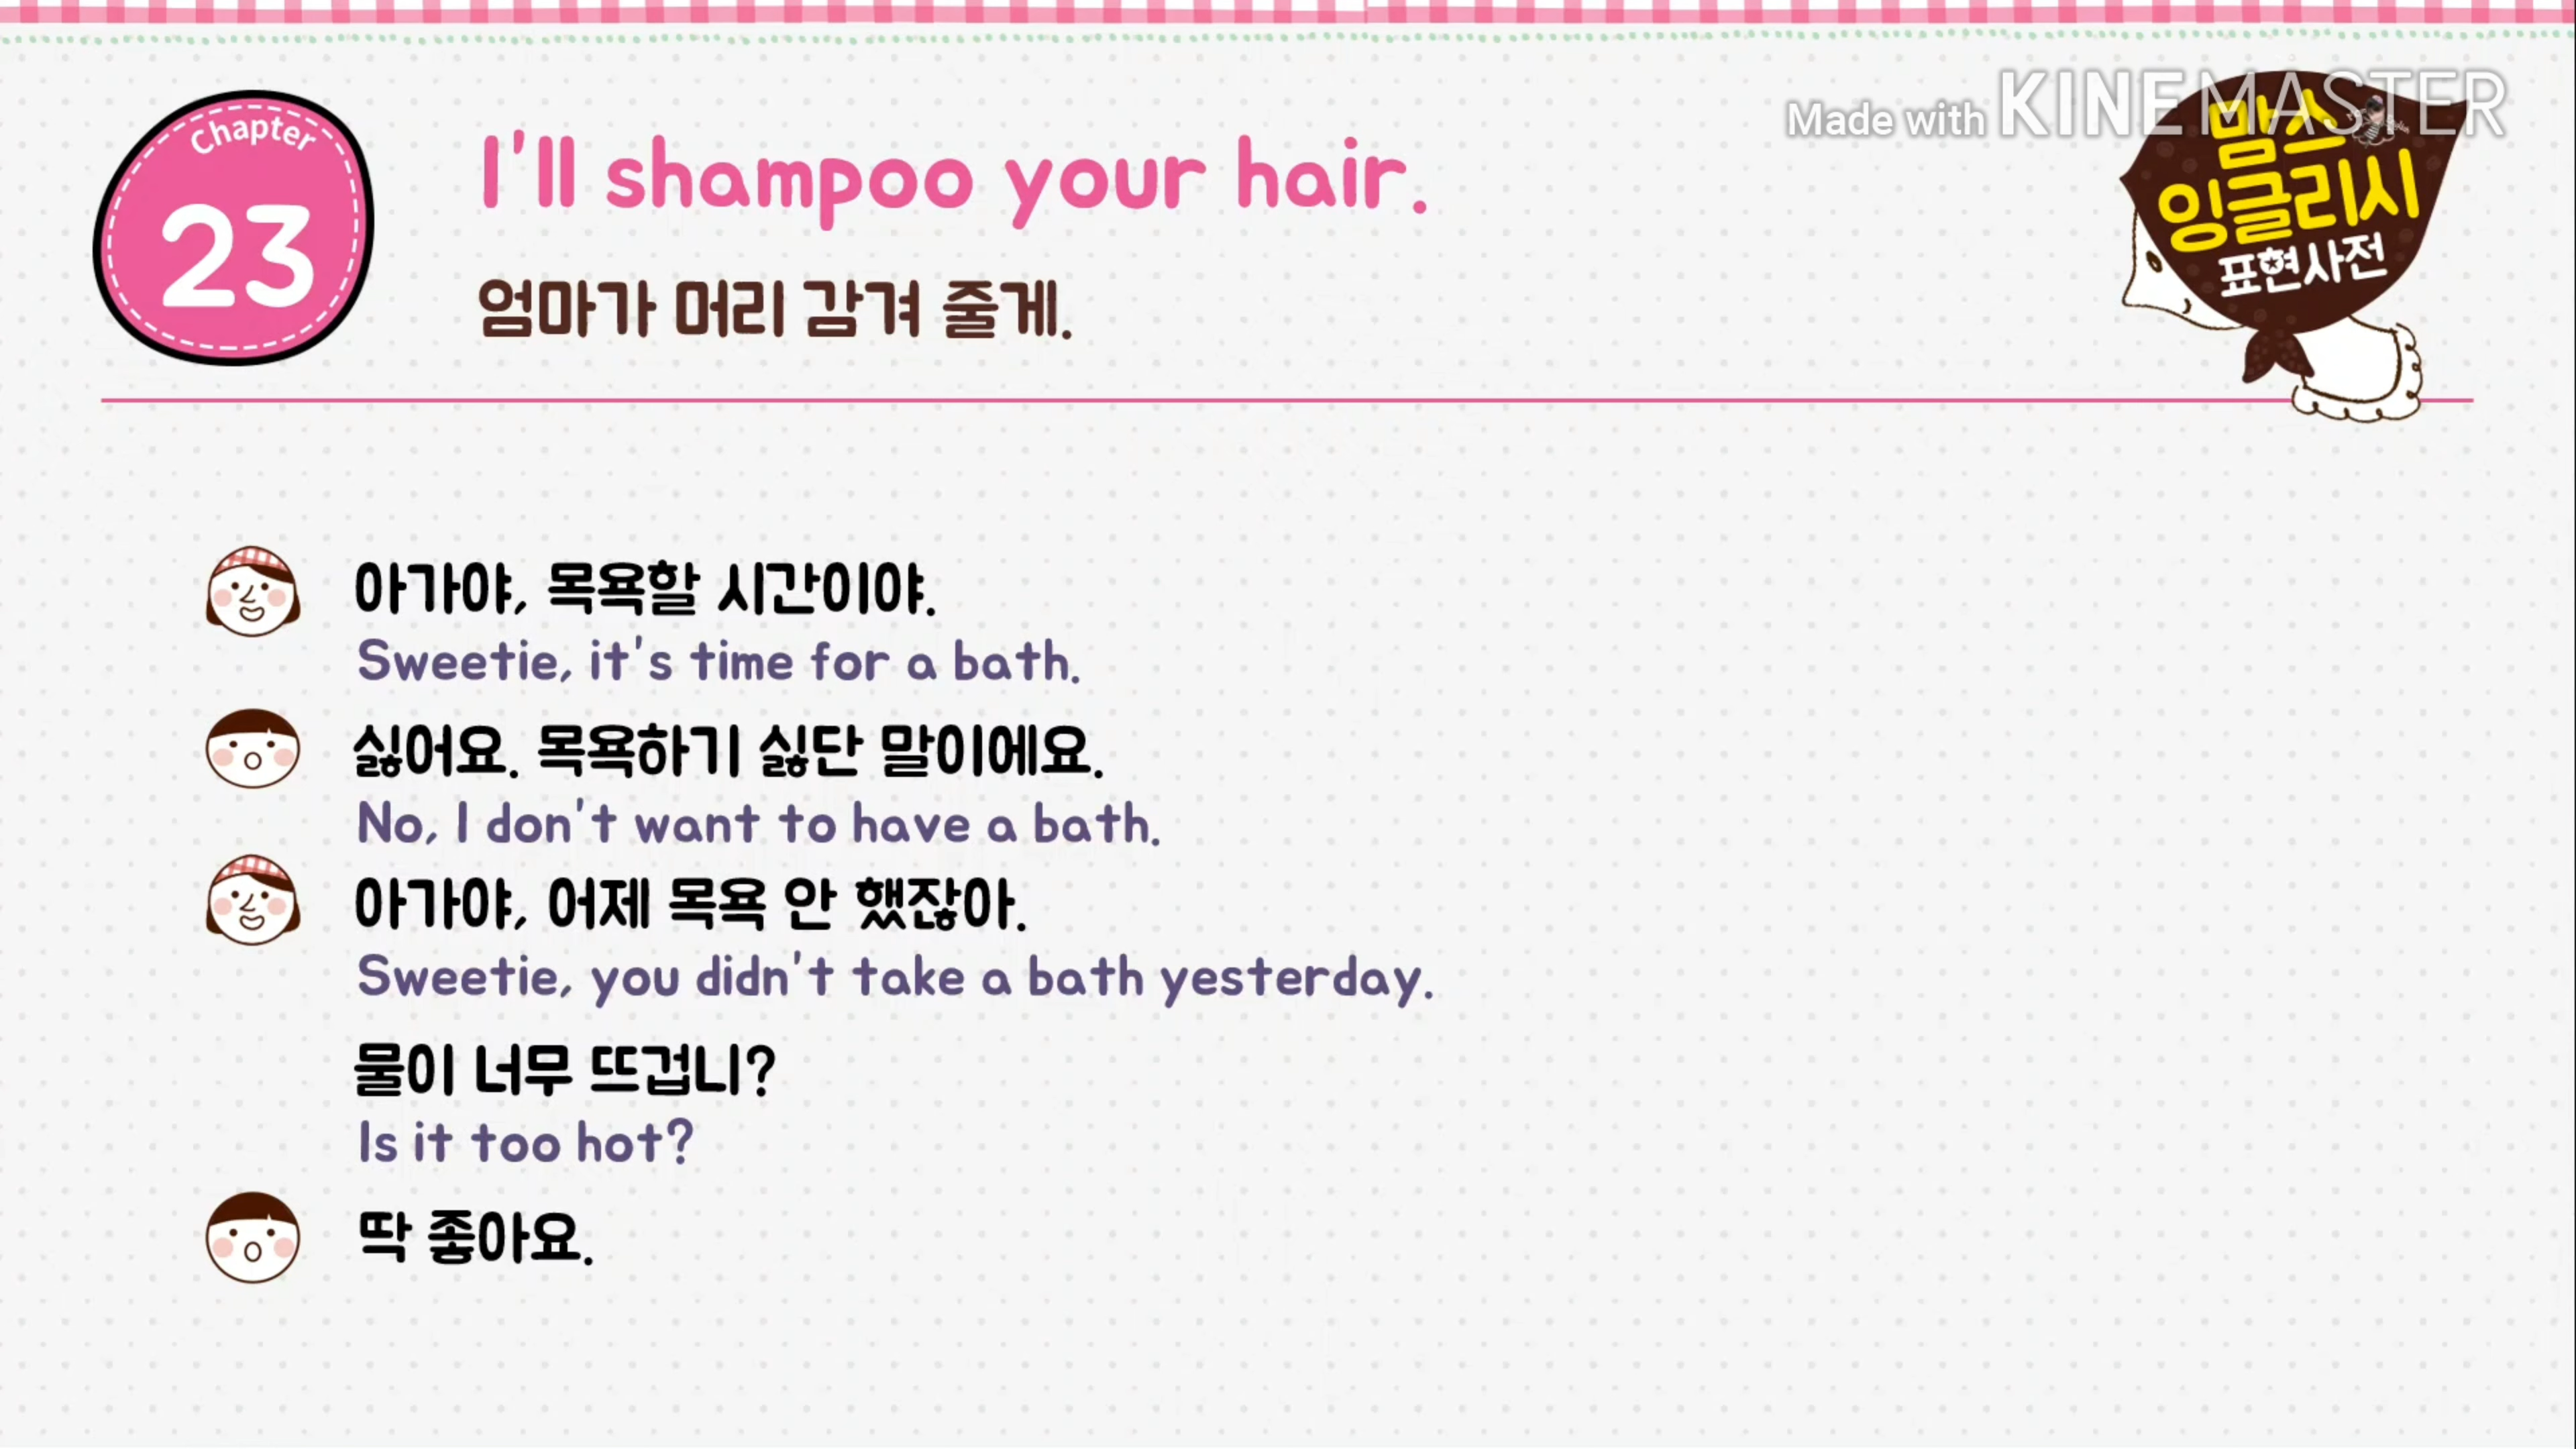 Made with KINEMASTER
Chapter
23
I'll shampoo your hair.
엄마가 머리 감겨 줄게.
맘스
잉글리시
표현사전
아가야, 목욕할 시간이야.
Sweetie, it's time for a bath.
싫어요. 목욕하기 싫단 말이에요.
No, I don't want to have a bath.
아가야, 어제 목욕 안 했잖아.
Sweetie, you didn't take a bath yesterday.
물이 너무 뜨겁니?
Is it too hot?
딱 좋아요.